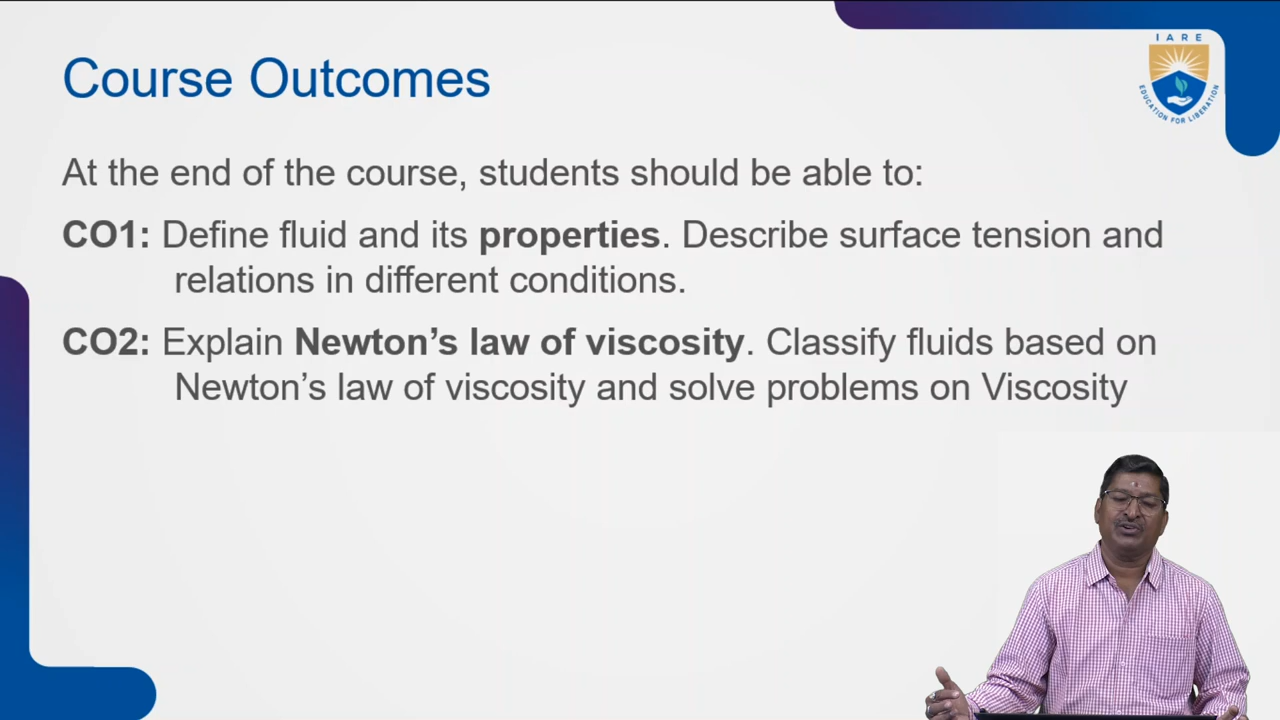 IARE
Course Outcomes
EDUCATION FOR LIBERATION
At the end of the course, students should be able to:
CO1: Define fluid and its properties. Describe surface tension and
relations in different conditions.
CO2: Explain Newton’s law of viscosity. Classify fluids based on
Newton’s law of viscosity and solve problems on Viscosity